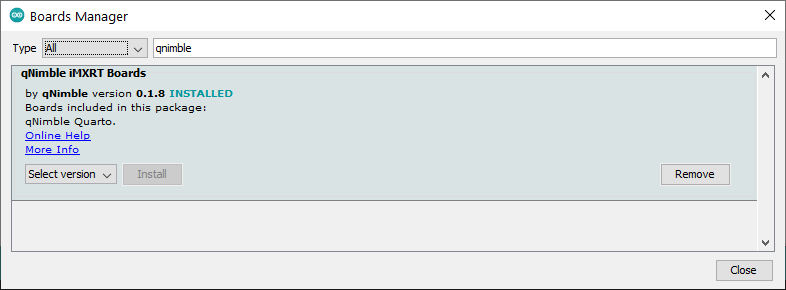 Boards Manager
Type All qnimble
qNimble iMXRT Boards
by qNimble version 0.1.8 INSTALLED
Boards included in this package:
qNimble Quarto.
Online Help
More Info
Select version Install Remove
Close